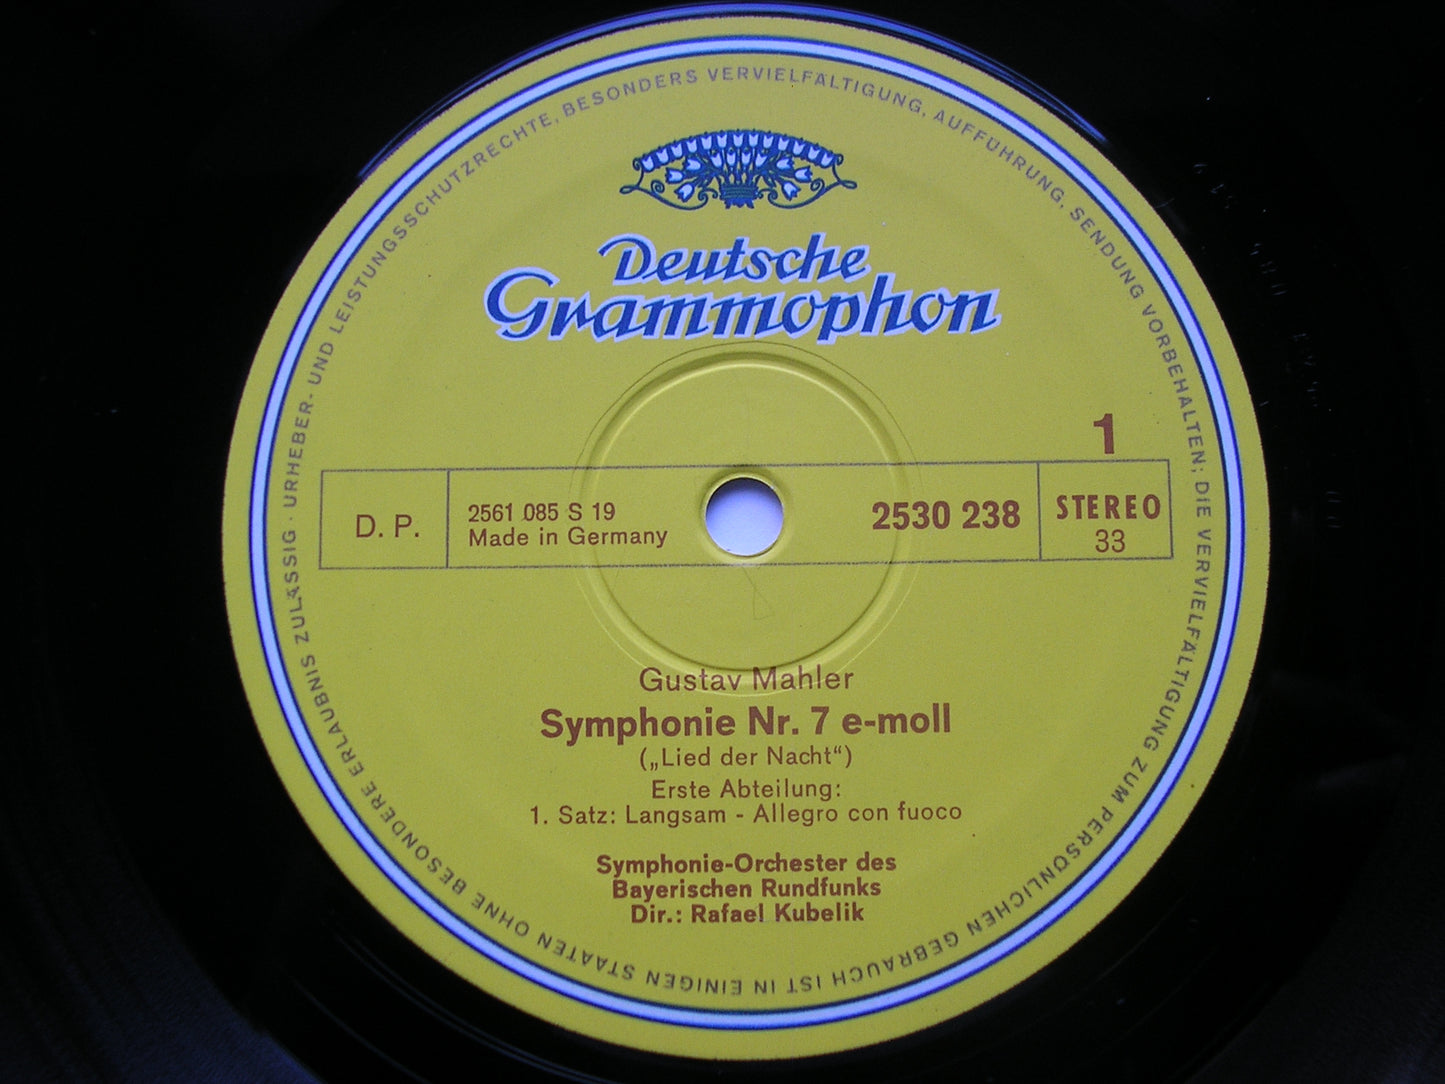 URHEBER- UND LEISTUNGSSCHUTZRECHTE, BESONDERS VERVIELFÄLTIGUNG, AUFFÜHRUNG, SENDUNG VORBEHALTEN; DIE VERVIELFÄLTIGUNG ZUM PERSÖNLICHEN GEBRAUCH IST IN EINIGEN STAATEN OHNE BESONDERE ERLAUBNIS ZULÄSSIG ·
Deutsche
Grammophon
1
D. P.
2561 085 S 19
Made in Germany
2530 238
STEREO
33
Gustav Mahler
Symphonie Nr. 7 e-moll
(„Lied der Nacht“)
Erste Abteilung:
1. Satz: Langsam - Allegro con fuoco
Symphonie-Orchester des
Bayerischen Rundfunks
Dir.: Rafael Kubelik